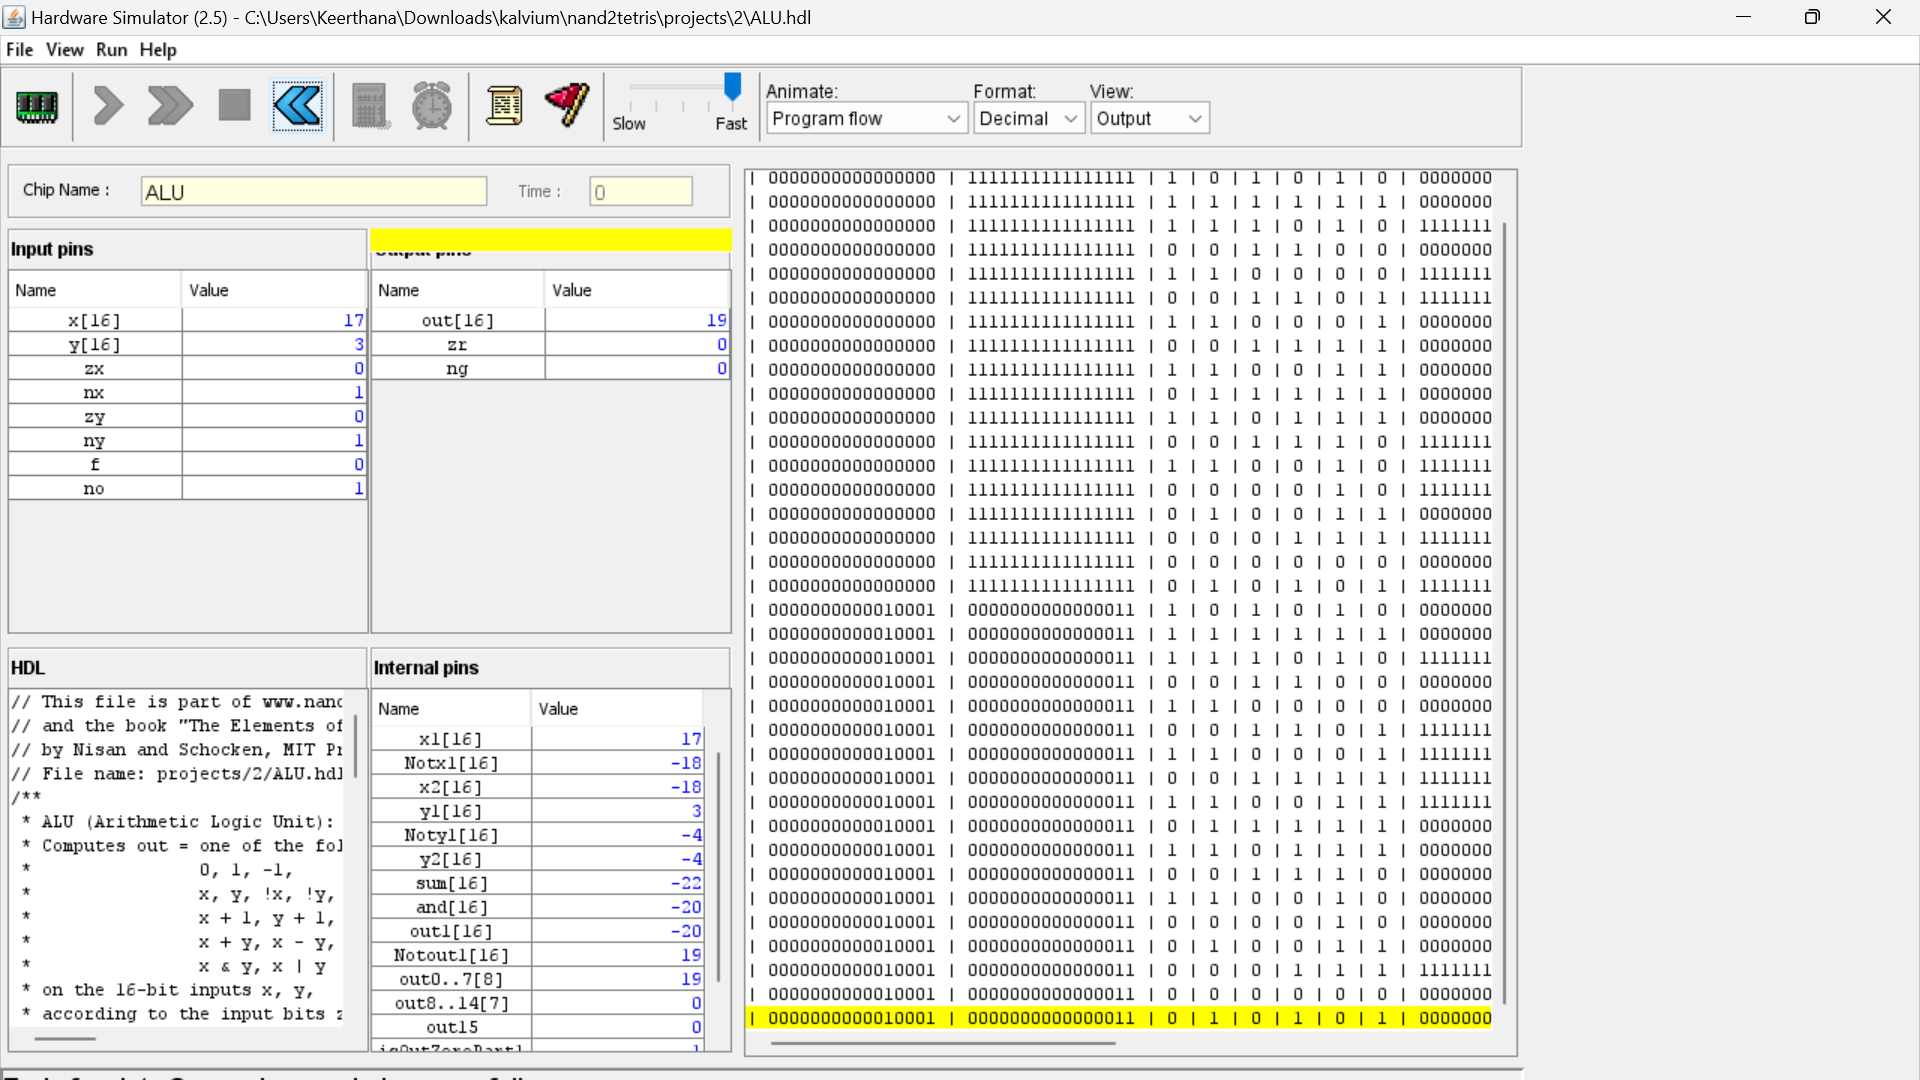 Hardware Simulator (2.5) - C:\Users\Keerthana\Downloads\kalvium\nand2tetris\projects\2\ALU.hdl
File View Run Help
Slow Fast
Animate: Format: View:
Program flow Decimal Output
Chip Name : ALU Time : 0
Input pins
Name Value
x[16] 17
y[16] 3
zx 0
nx 1
zy 0
ny 1
f 0
no 1
Name Value
out[16] 19
zr 0
ng 0
HDL
// This file is part of www.nand
// and the book "The Elements of
// by Nisan and Schocken, MIT Pr
// File name: projects/2/ALU.hdl
/**
* ALU (Arithmetic Logic Unit):
* Computes out = one of the fol
* 0, 1, -1,
* x, y, !x, !y,
* x + 1, y + 1,
* x + y, x - y,
* x & y, x | y
* on the 16-bit inputs x, y,
* according to the input bits z
Internal pins
Name Value
x1[16] 17
Notx1[16] -18
x2[16] -18
y1[16] 3
Noty1[16] -4
y2[16] -4
sum[16] -22
and[16] -20
out1[16] -20
Notout1[16] 19
out0..7[8] 19
out8..14[7] 0
out15 0
| 0000000000000000 | 1111111111111111 | 1 | 0 | 1 | 0 | 1 | 0 | 0000000
| 0000000000000000 | 1111111111111111 | 1 | 1 | 1 | 1 | 1 | 1 | 0000000
| 0000000000000000 | 1111111111111111 | 1 | 1 | 1 | 0 | 1 | 0 | 1111111
| 0000000000000000 | 1111111111111111 | 0 | 0 | 1 | 1 | 0 | 0 | 0000000
| 0000000000000000 | 1111111111111111 | 1 | 1 | 0 | 0 | 0 | 0 | 1111111
| 0000000000000000 | 1111111111111111 | 0 | 0 | 1 | 1 | 0 | 1 | 1111111
| 0000000000000000 | 1111111111111111 | 1 | 1 | 0 | 0 | 0 | 1 | 0000000
| 0000000000000000 | 1111111111111111 | 0 | 0 | 1 | 1 | 1 | 1 | 0000000
| 0000000000000000 | 1111111111111111 | 1 | 1 | 0 | 0 | 1 | 1 | 0000000
| 0000000000000000 | 1111111111111111 | 0 | 1 | 1 | 1 | 1 | 1 | 0000000
| 0000000000000000 | 1111111111111111 | 1 | 1 | 0 | 1 | 1 | 1 | 0000000
| 0000000000000000 | 1111111111111111 | 0 | 0 | 1 | 1 | 1 | 0 | 1111111
| 0000000000000000 | 1111111111111111 | 1 | 1 | 0 | 0 | 1 | 0 | 1111111
| 0000000000000000 | 1111111111111111 | 0 | 0 | 0 | 0 | 1 | 0 | 1111111
| 0000000000000000 | 1111111111111111 | 0 | 1 | 0 | 0 | 1 | 1 | 0000000
| 0000000000000000 | 1111111111111111 | 0 | 0 | 0 | 1 | 1 | 1 | 1111111
| 0000000000000000 | 1111111111111111 | 0 | 0 | 0 | 0 | 0 | 0 | 0000000
| 0000000000000000 | 1111111111111111 | 0 | 1 | 0 | 1 | 0 | 1 | 1111111
| 0000000000010001 | 0000000000000011 | 1 | 0 | 1 | 0 | 1 | 0 | 0000000
| 0000000000010001 | 0000000000000011 | 1 | 1 | 1 | 1 | 1 | 1 | 0000000
| 0000000000010001 | 0000000000000011 | 1 | 1 | 1 | 0 | 1 | 0 | 1111111
| 0000000000010001 | 0000000000000011 | 0 | 0 | 1 | 1 | 0 | 0 | 0000000
| 0000000000010001 | 0000000000000011 | 1 | 1 | 0 | 0 | 0 | 0 | 0000000
| 0000000000010001 | 0000000000000011 | 0 | 0 | 1 | 1 | 0 | 1 | 1111111
| 0000000000010001 | 0000000000000011 | 1 | 1 | 0 | 0 | 0 | 1 | 1111111
| 0000000000010001 | 0000000000000011 | 0 | 0 | 1 | 1 | 1 | 1 | 1111111
| 0000000000010001 | 0000000000000011 | 1 | 1 | 0 | 0 | 1 | 1 | 1111111
| 0000000000010001 | 0000000000000011 | 0 | 1 | 1 | 1 | 1 | 1 | 0000000
| 0000000000010001 | 0000000000000011 | 1 | 1 | 0 | 1 | 1 | 1 | 0000000
| 0000000000010001 | 0000000000000011 | 0 | 0 | 1 | 1 | 1 | 0 | 0000000
| 0000000000010001 | 0000000000000011 | 1 | 1 | 0 | 0 | 1 | 0 | 0000000
| 0000000000010001 | 0000000000000011 | 0 | 0 | 0 | 0 | 1 | 0 | 0000000
| 0000000000010001 | 0000000000000011 | 0 | 1 | 0 | 0 | 1 | 1 | 0000000
| 0000000000010001 | 0000000000000011 | 0 | 0 | 0 | 1 | 1 | 1 | 1111111
| 0000000000010001 | 0000000000000011 | 0 | 0 | 0 | 0 | 0 | 0 | 0000000
| 0000000000010001 | 0000000000000011 | 0 | 1 | 0 | 1 | 0 | 1 | 0000000